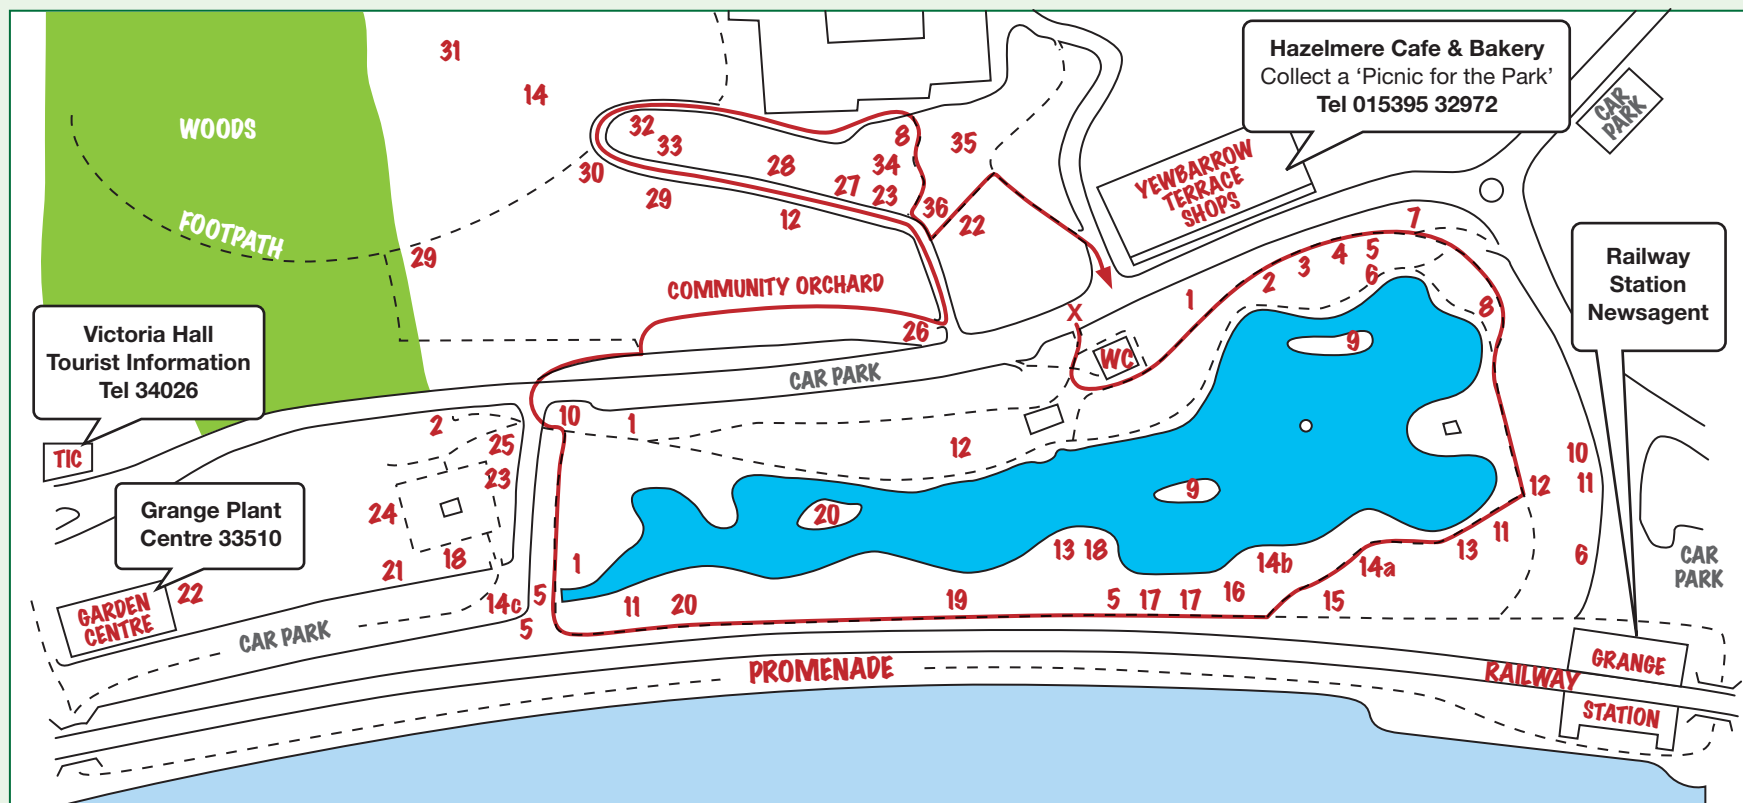 31
14
WOODS
Hazelmere Cafe & Bakery
Collect a ‘Picnic for the Park’
Tel 015395 32972
CAR
PARK
32
33
8
35
28
34
30
27
23
29
12
36
22
YEWBARROW
TERRACE
SHOPS
FOOTPATH
29
7
5
4
3
2
6
1
8
Railway
Station
Newsagent
COMMUNITY ORCHARD
26
X
WC
9
Victoria Hall
Tourist Information
Tel 34026
CAR PARK
10
1
2
25
12
TIC
23
10
11
12
9
20
24
Grange Plant
Centre 33510
11
13
13
18
18
21
1
14b
14a
6
CAR
PARK
22
14c
5
5
11
20
19
5
17
17
16
15
GARDEN
CENTRE
CAR PARK
PROMENADE
RAILWAY
GRANGE
STATION